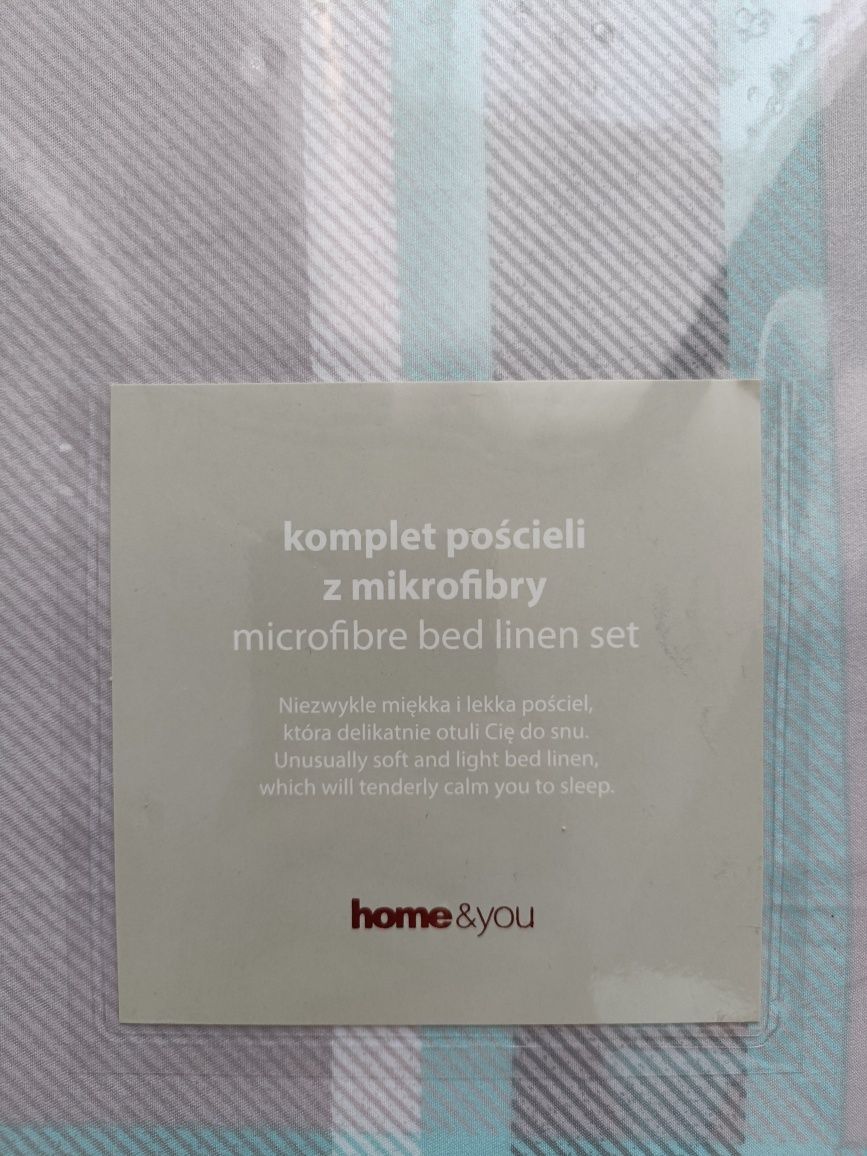 komplet pościeli
z mikrofibry
microfibre bed linen set
Niezwykle miękka i lekka pościel,
która delikatnie otuli Cię do snu.
Unusually soft and light bed linen,
which will tenderly calm you to sleep.
home&you